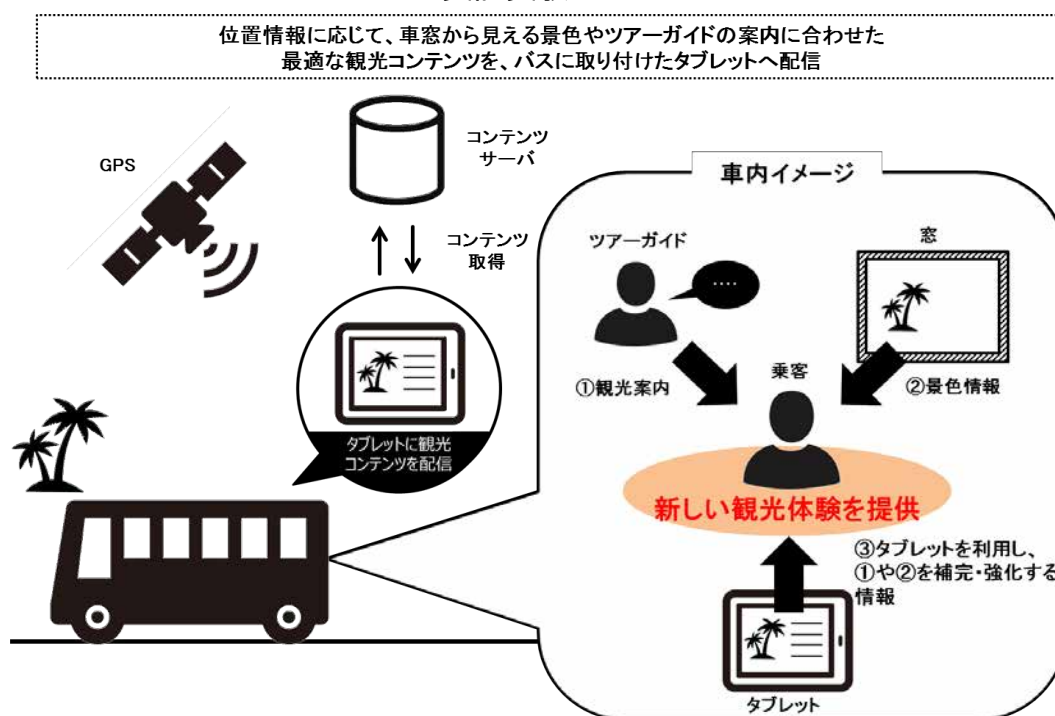 位置情報に応じて、車窓から見える景色やツアーガイドの案内に合わせた
最適な観光コンテンツを、バスに取り付けたタブレットへ配信
GPS
コンテンツ
サーバ
コンテンツ
取得
タブレットに観光
コンテンツを配信
車内イメージ
ツアーガイド
窓
････
①観光案内
乗客
②景色情報
新しい観光体験を提供
③タブレットを利用し、
①や②を補完・強化する
情報
タブレット